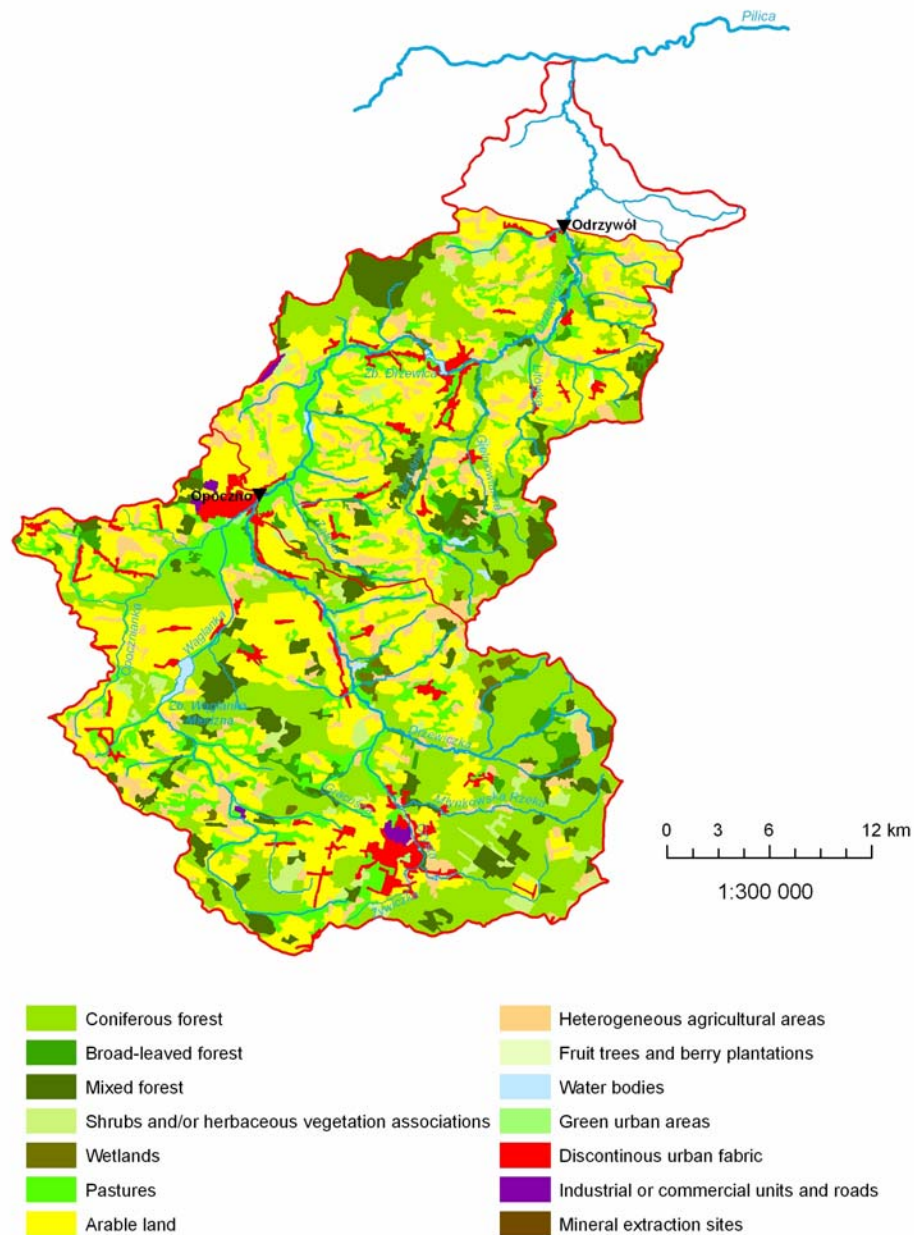 Pilica
Odrzywół
Zb. Drzewica
Opoczno
Opocznianka
Wąglanka
Zb. Wąglanka
Miedzna
Drzewiczka
Młynkowska Rzeka
0 3 6 12 km
1:300 000
Coniferous forest
Broad-leaved forest
Mixed forest
Shrubs and/or herbaceous vegetation associations
Wetlands
Pastures
Arable land
Heterogeneous agricultural areas
Fruit trees and berry plantations
Water bodies
Green urban areas
Discontinous urban fabric
Industrial or commercial units and roads
Mineral extraction sites